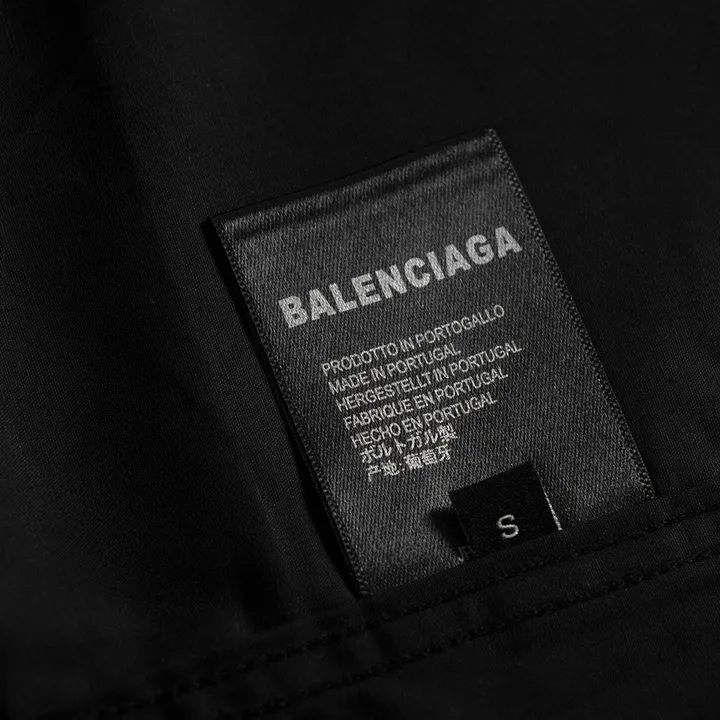 BALENCIAGA
PRODOTTO IN PORTOGALLO
MADE IN PORTUGAL
HERGESTELLT IN PORTUGAL
FABRIQUE EN PORTUGAL
HECHO EN PORTUGAL
ポルトガル製
产地:葡萄牙
S